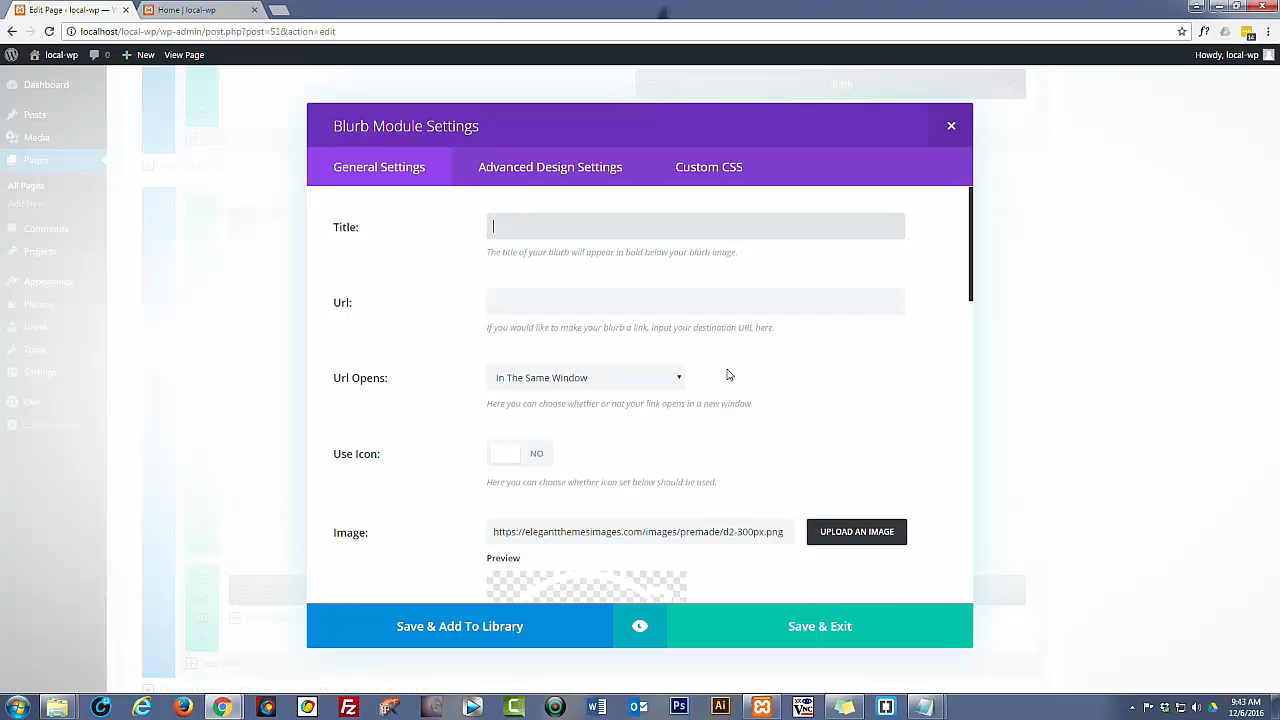 Edit Page ‹ local-wp — W
Home | local-wp
localhost/local-wp/wp-admin/post.php?post=51&action=edit
local-wp
0
New
View Page
Howdy, local-wp
Dashboard
Posts
Media
Pages
All Pages
Add New
Comments
Projects
Appearance
Plugins
Users
Tools
Settings
Divi
Blurb Module Settings
General Settings
Advanced Design Settings
Custom CSS
Title:
The title of your blurb will appear in bold below your blurb image.
Url:
If you would like to make your blurb a link, input your destination URL here.
Url Opens:
In The Same Window
Here you can choose whether or not your link opens in a new window
Use Icon:
NO
Here you can choose whether icon set below should be used.
Image:
https://elegantthemesimages.com/images/premade/d2-300px.png
UPLOAD AN IMAGE
Preview
Save & Add To Library
Save & Exit
9:43 AM
12/6/2016